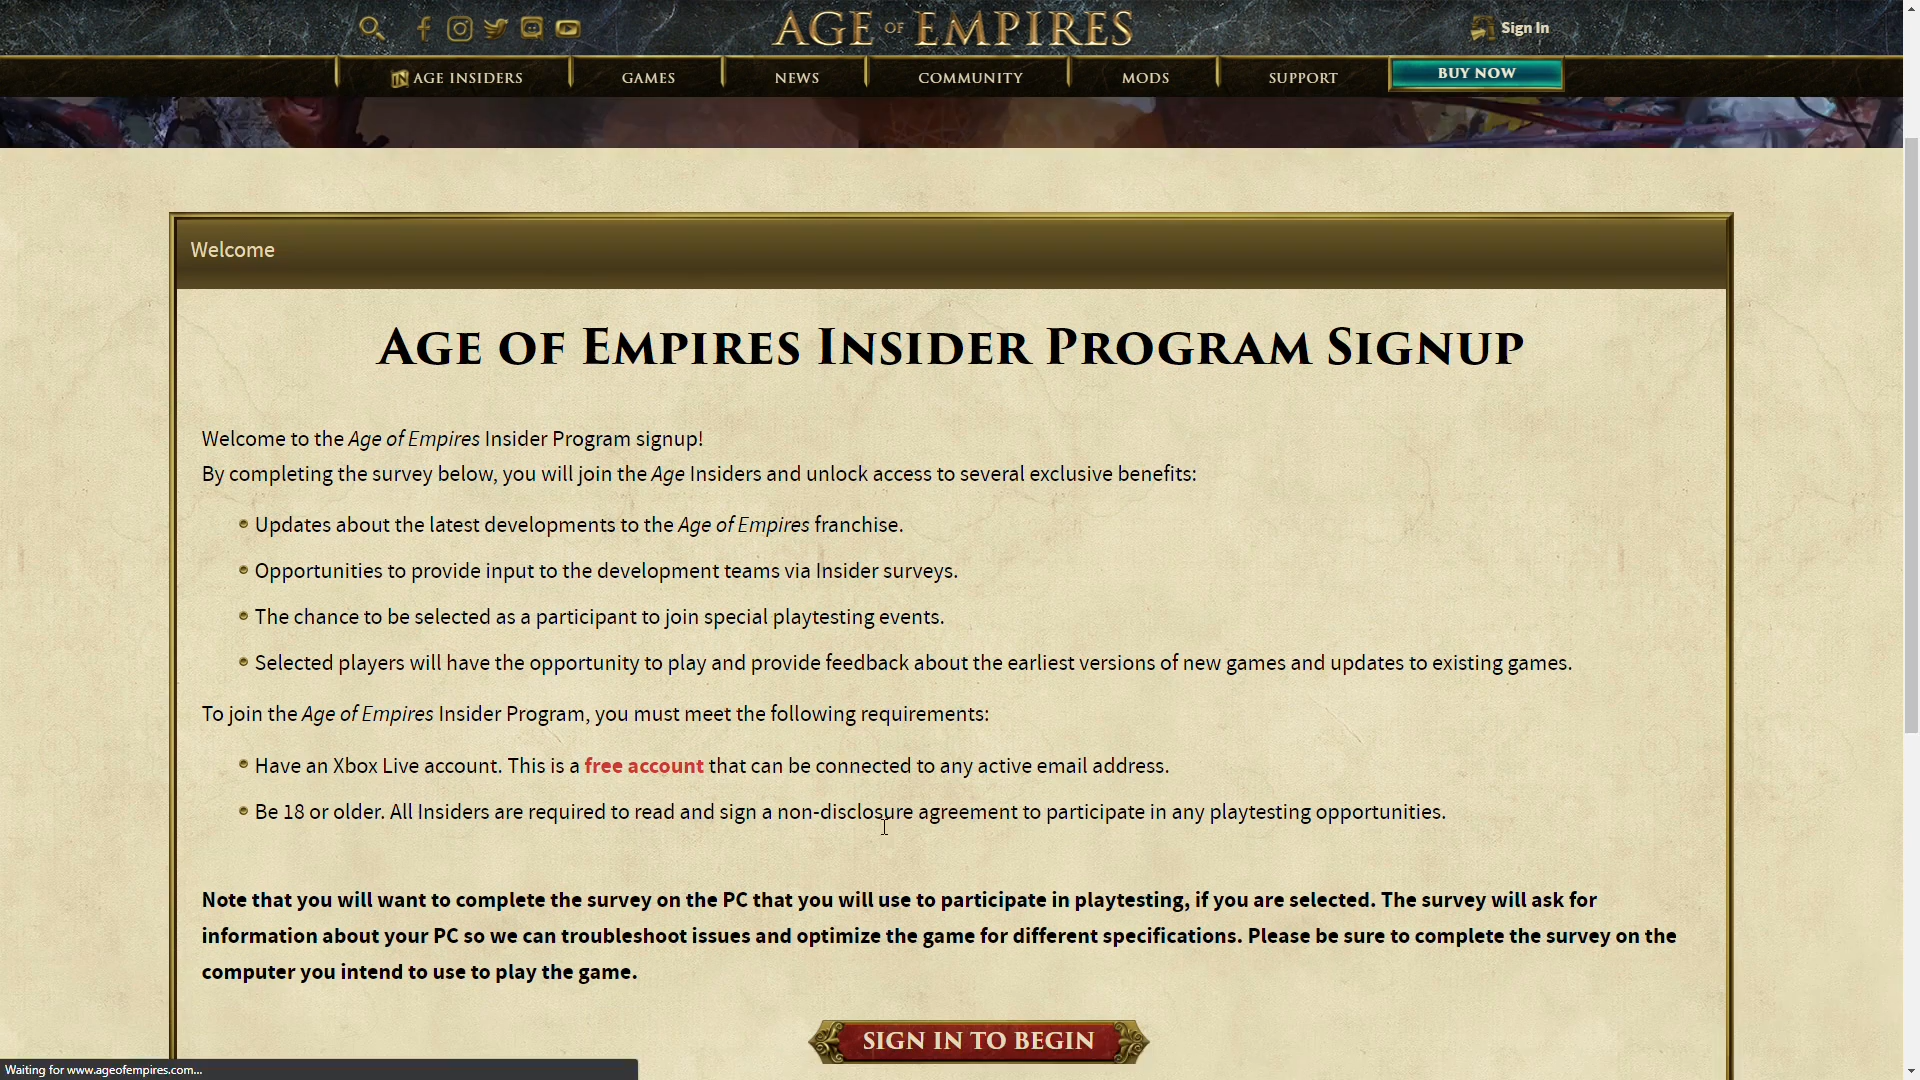 AGE OF EMPIRES
Sign In
AGE INSIDERS
GAMES
NEWS
COMMUNITY
MODS
SUPPORT
BUY NOW
Welcome
AGE OF EMPIRES INSIDER PROGRAM SIGNUP
Welcome to the Age of Empires Insider Program signup!
By completing the survey below, you will join the Age Insiders and unlock access to several exclusive benefits:
Updates about the latest developments to the Age of Empires franchise.
Opportunities to provide input to the development teams via Insider surveys.
The chance to be selected as a participant to join special playtesting events.
Selected players will have the opportunity to play and provide feedback about the earliest versions of new games and updates to existing games.
To join the Age of Empires Insider Program, you must meet the following requirements:
Have an Xbox Live account. This is a free account that can be connected to any active email address.
Be 18 or older. All Insiders are required to read and sign a non-disclosure agreement to participate in any playtesting opportunities.
Note that you will want to complete the survey on the PC that you will use to participate in playtesting, if you are selected. The survey will ask for
information about your PC so we can troubleshoot issues and optimize the game for different specifications. Please be sure to complete the survey on the
computer you intend to use to play the game.
SIGN IN TO BEGIN
Waiting for www.ageofempires.com...